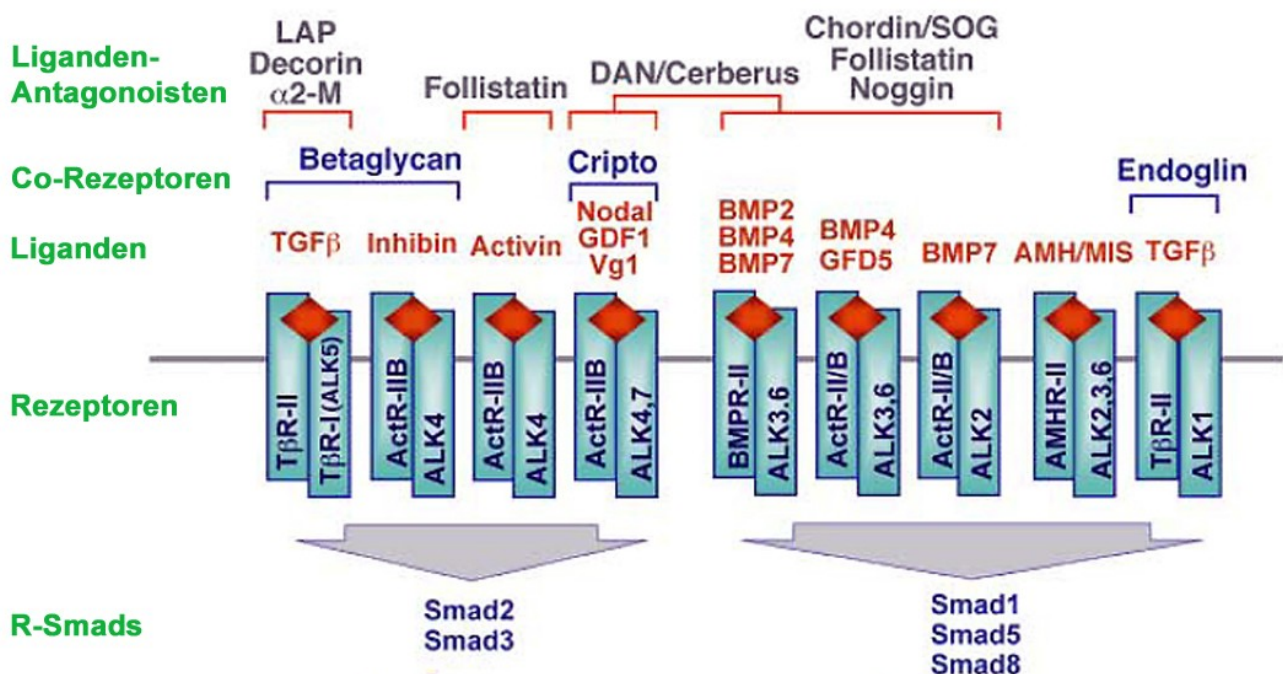 Liganden-
Antagonoisten
LAP
Decorin
α2-M
Follistatin
DAN/Cerberus
Chordin/SOG
Follistatin
Noggin
Co-Rezeptoren
Betaglycan
Cripto
Endoglin
Liganden
TGFβ
Inhibin
Activin
Nodal
GDF1
Vg1
BMP2
BMP4
BMP7
BMP4
GFD5
BMP7
AMH/MIS
TGFβ
Rezeptoren
TβR-II
TβR-I (ALK5)
ActR-IIB
ALK4
ActR-IIB
ALK4
ActR-IIB
ALK4,7
BMPR-II
ALK3,6
ActR-II/B
ALK3,6
ActR-II/B
ALK2
AMHR-II
ALK2,3,6
TβR-II
ALK1
R-Smads
Smad2
Smad3
Smad1
Smad5
Smad8